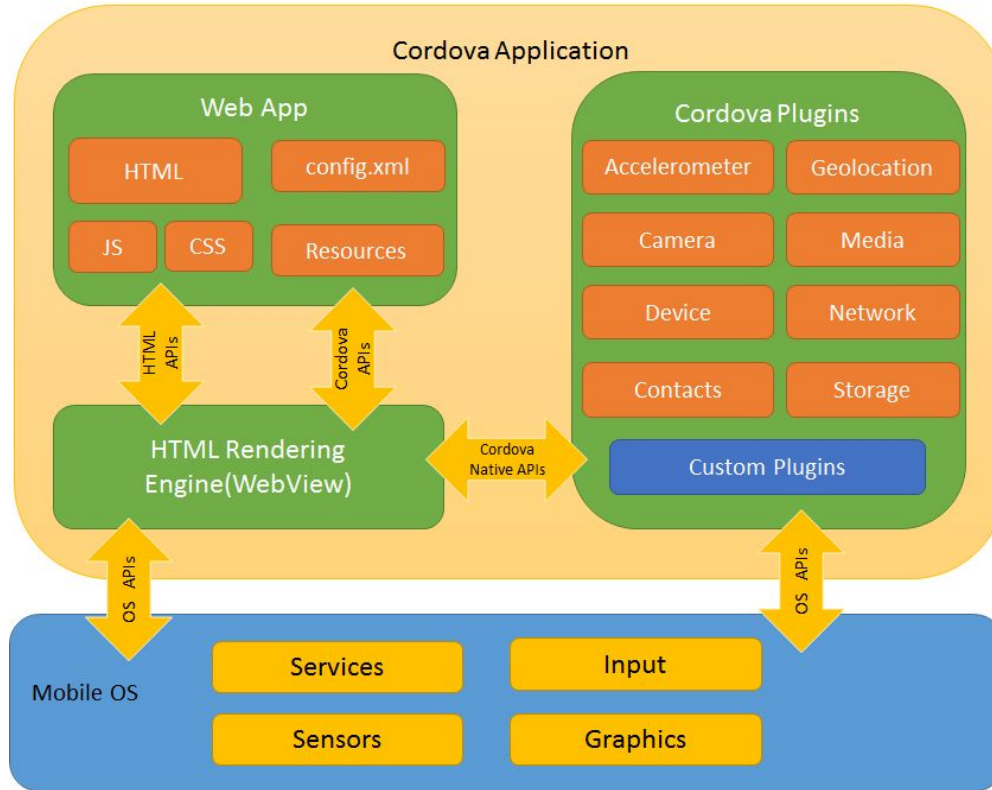 Cordova Application
Web App
HTML
config.xml
JS
CSS
Resources
HTML
APIs
Cordova
APIs
HTML Rendering
Engine(WebView)
Cordova
Native APIs
Cordova Plugins
Accelerometer
Geolocation
Camera
Media
Device
Network
Contacts
Storage
Custom Plugins
OS APIs
OS APIs
Mobile OS
Services
Input
Sensors
Graphics